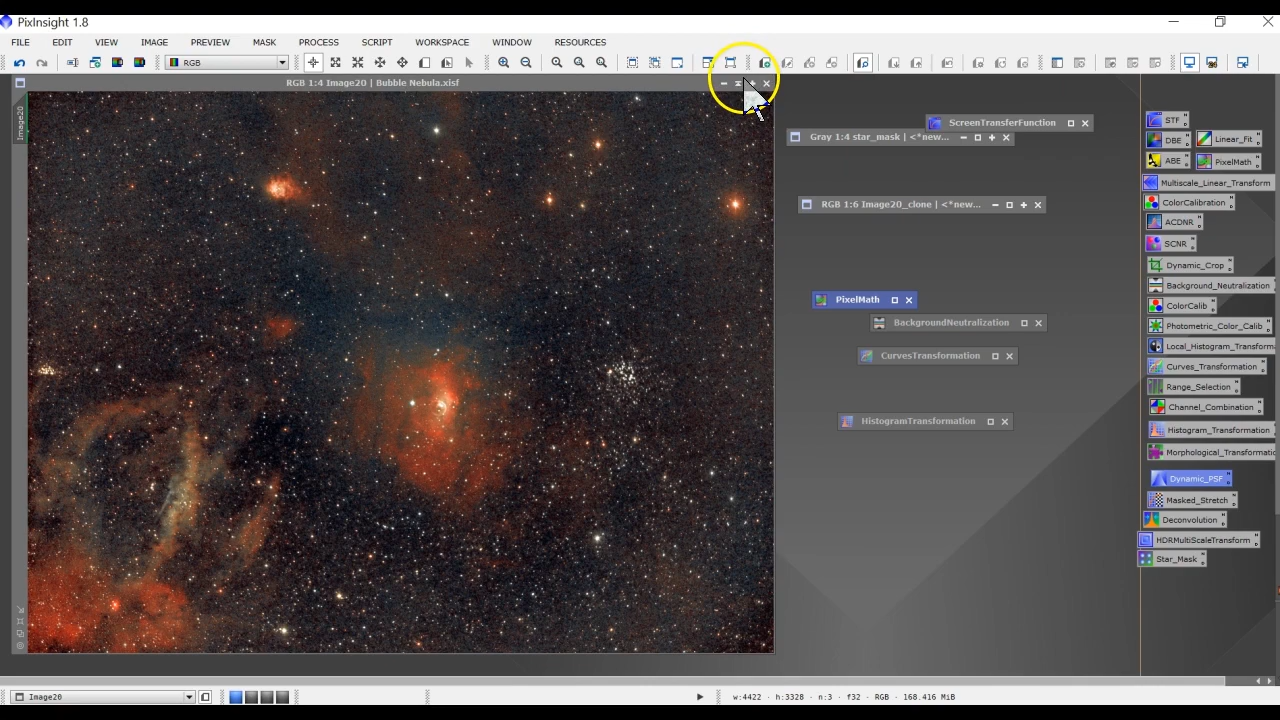 PixInsight 1.8
FILE EDIT VIEW IMAGE PREVIEW MASK PROCESS SCRIPT WORKSPACE WINDOW RESOURCES
RGB
RGB 1:4 Image20 | Bubble Nebula.xisf
Image20
ScreenTransferFunction
Gray 1:4 star_mask | <*new...
RGB 1:6 Image20_clone | <*new...
PixelMath
BackgroundNeutralization
CurvesTransformation
HistogramTransformation
STF
DBE Linear_Fit
ABE PixelMath
Multiscale_Linear_Transform
ColorCalibration
ACDNR
SCNR
Dynamic_Crop
Background_Neutralization
ColorCalib
Photometric_Color_Calib
Local_Histogram_Transform
Curves_Transformation
Range_Selection
Channel_Combination
Histogram_Transformation
Morphological_Transformatio
Dynamic_PSF
Masked_Stretch
Deconvolution
HDRMultiScaleTransform
Star_Mask
Image20
w:4422 · h:3328 · n:3 · f32 · RGB · 168.416 MiB